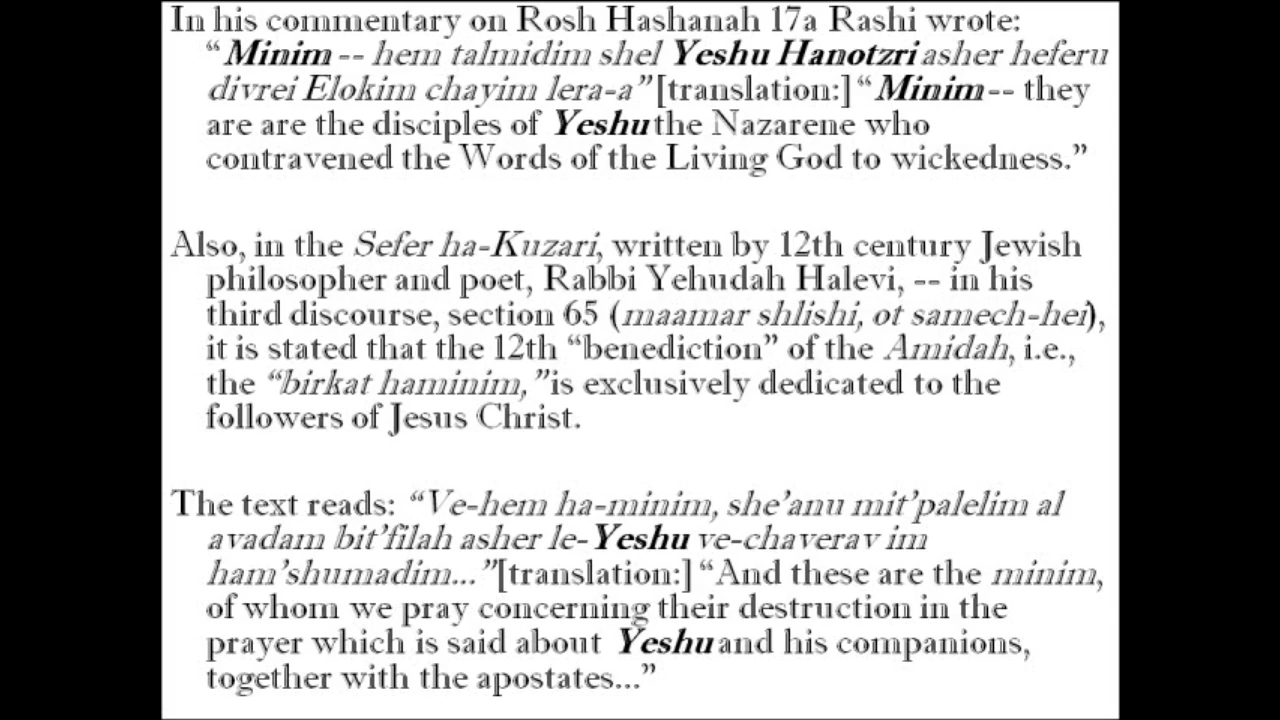 In his commentary on Rosh Hashanah 17a Rashi wrote:
“Minim -- hem talmidim shel Yeshu Hanotzri asher heferu
divrei Elokim chayim lera-a” [translation:] “Minim -- they
are are the disciples of Yeshu the Nazarene who
contravened the Words of the Living God to wickedness.”
Also, in the Sefer ha-Kuzari, written by 12th century Jewish
philosopher and poet, Rabbi Yehudah Halevi, -- in his
third discourse, section 65 (maamar shlishi, ot samech-hei),
it is stated that the 12th “benediction” of the Amidah, i.e.,
the “birkat haminim,” is exclusively dedicated to the
followers of Jesus Christ.
The text reads: “Ve-hem ha-minim, she’anu mit’palelim al
avadam bit’filah asher le-Yeshu ve-chaverav im
ham’shumadim...” [translation:] “And these are the minim,
of whom we pray concerning their destruction in the
prayer which is said about Yeshu and his companions,
together with the apostates...”